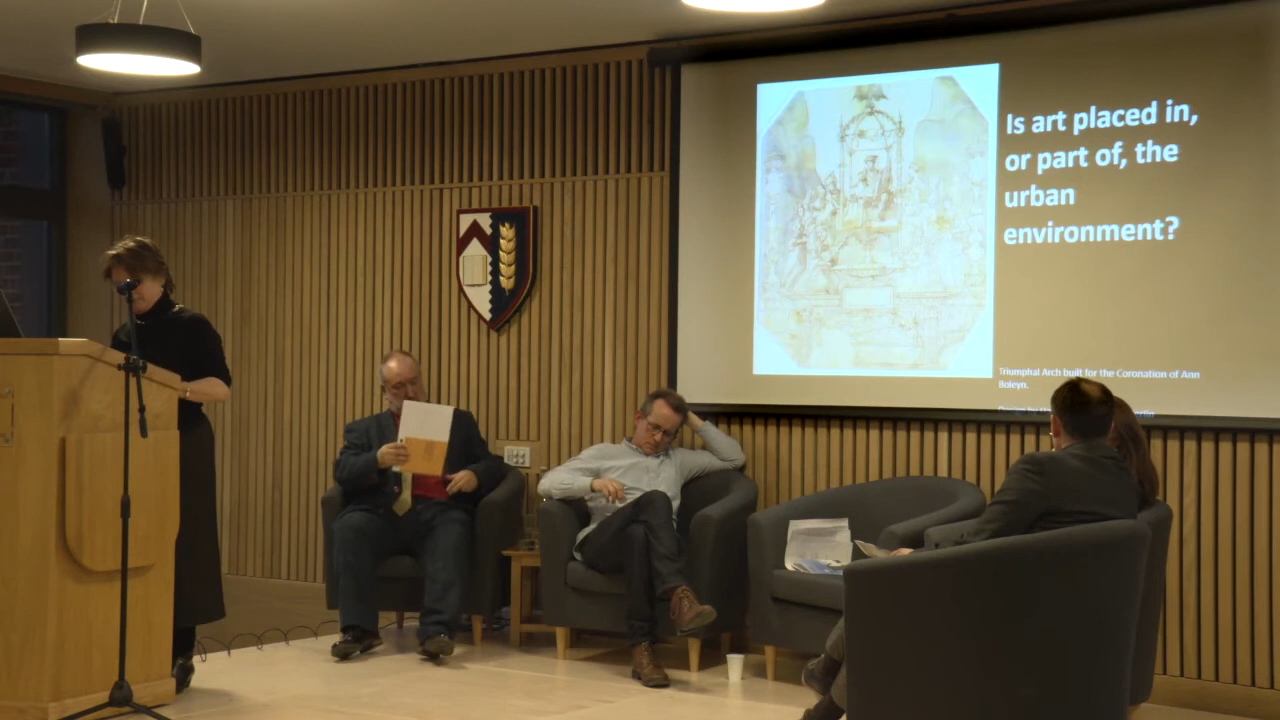 Is art placed in,
or part of, the
urban
environment?
Triumphal Arch built for the Coronation of Ann
Boleyn.